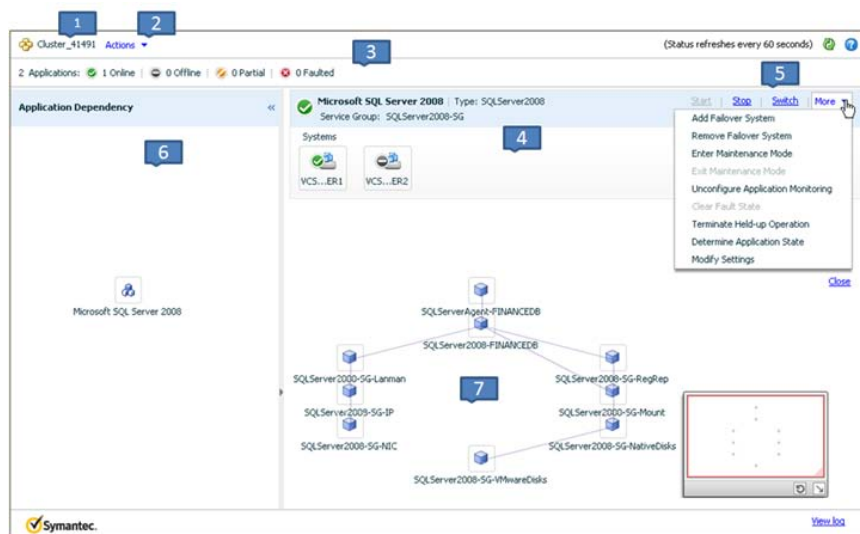 1
2
Cluster_41491 Actions
(Status refreshes every 60 seconds)
3
2 Applications: 1 Online | 0 Offline | 0 Partial | 0 Faulted
5
Application Dependency «
Microsoft SQL Server 2008 | Type: SQLServer2008
Service Group: SQLServer2008-SG
Start | Stop | Switch | More
4
6
Systems
VCS...ER1 VCS...ER2
Add Failover System
Remove Failover System
Enter Maintenance Mode
Exit Maintenance Mode
Unconfigure Application Monitoring
Clear Fault State
Terminate Held-up Operation
Determine Application State
Modify Settings
Close
Microsoft SQL Server 2008
SQLServerAgent-FINANCEDB
SQLServer2008-FINANCEDB
SQLServer2008-SG-Lanman
SQLServer2008-SG-RegRep
7
SQLServer2008-SG-IP
SQLServer2008-SG-Mount
SQLServer2008-SG-NIC
SQLServer2008-SG-NativeDisks
SQLServer2008-SG-VMwareDisks
Symantec.
View log